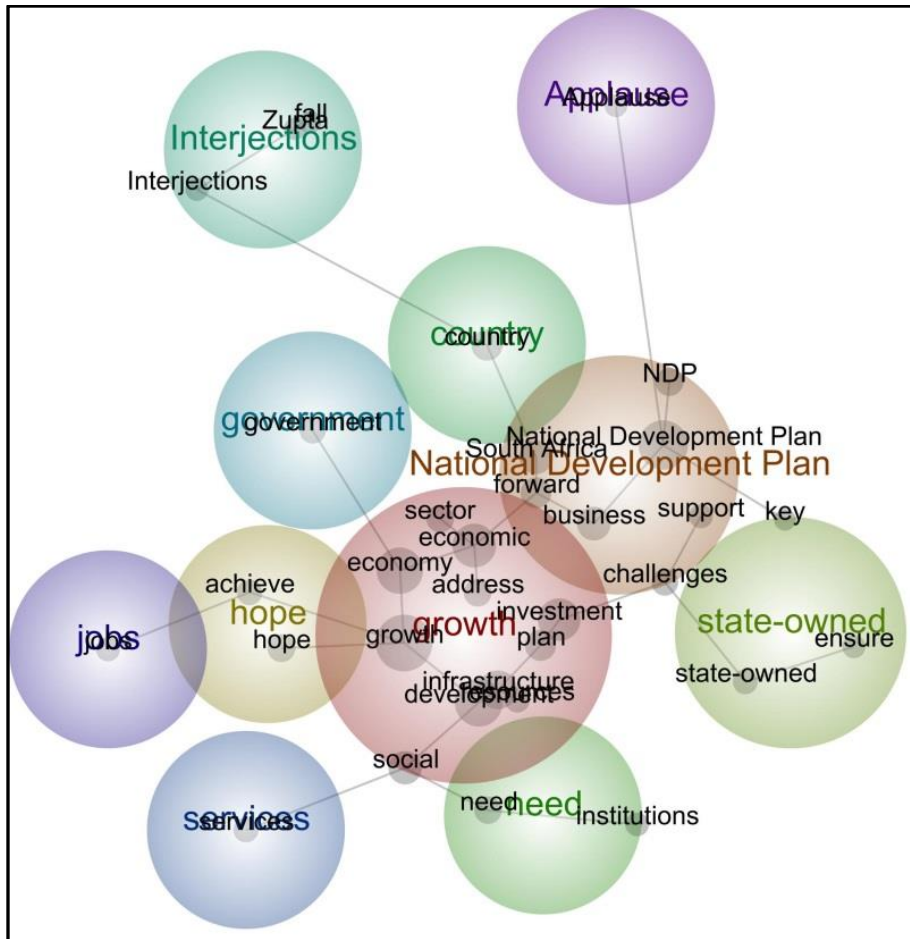 Applause
Applause
fall
Zupta
Interjections
Interjections
country
country
NDP
government
government
National Development Plan
South Africa
National Development Plan
forward
sector
business
support
key
economic
economy
achieve
address
challenges
hope
investment
growth
state-owned
jobs
jobs
hope
growth
plan
ensure
infrastructure
state-owned
resources
development
social
need
need
institutions
services
services